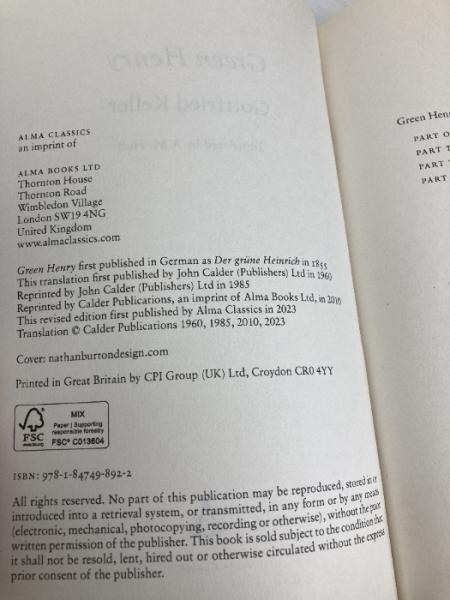 Green Henry
Gottfried Keller
ALMA CLASSICS
an imprint of
ALMA BOOKS LTD
Thornton House
Thornton Road
Wimbledon Village
London SW19 4NG
United Kingdom
www.almaclassics.com
Green Henry first published in German as Der grüne Heinrich in 1855
This translation first published by John Calder (Publishers) Ltd in 1960
Reprinted by John Calder (Publishers) Ltd in 1985
Reprinted by Calder Publications, an imprint of Alma Books Ltd, in 2010
This revised edition first published by Alma Classics in 2023
Translation © Calder Publications 1960, 1985, 2010, 2023
Cover: nathanburtondesign.com
Printed in Great Britain by CPI Group (UK) Ltd, Croydon CR0 4YY
FSC
www.fsc.org
MIX
Paper | Supporting
responsible forestry
FSC® C013604
ISBN: 978-1-84749-892-2
All rights reserved. No part of this publication may be reproduced, stored in or
introduced into a retrieval system, or transmitted, in any form or by any means
(electronic, mechanical, photocopying, recording or otherwise), without the prior
written permission of the publisher. This book is sold subject to the condition that
it shall not be resold, lent, hired out or otherwise circulated without the express
prior consent of the publisher.
Green Hen
PART O
PART T
PART T
PART